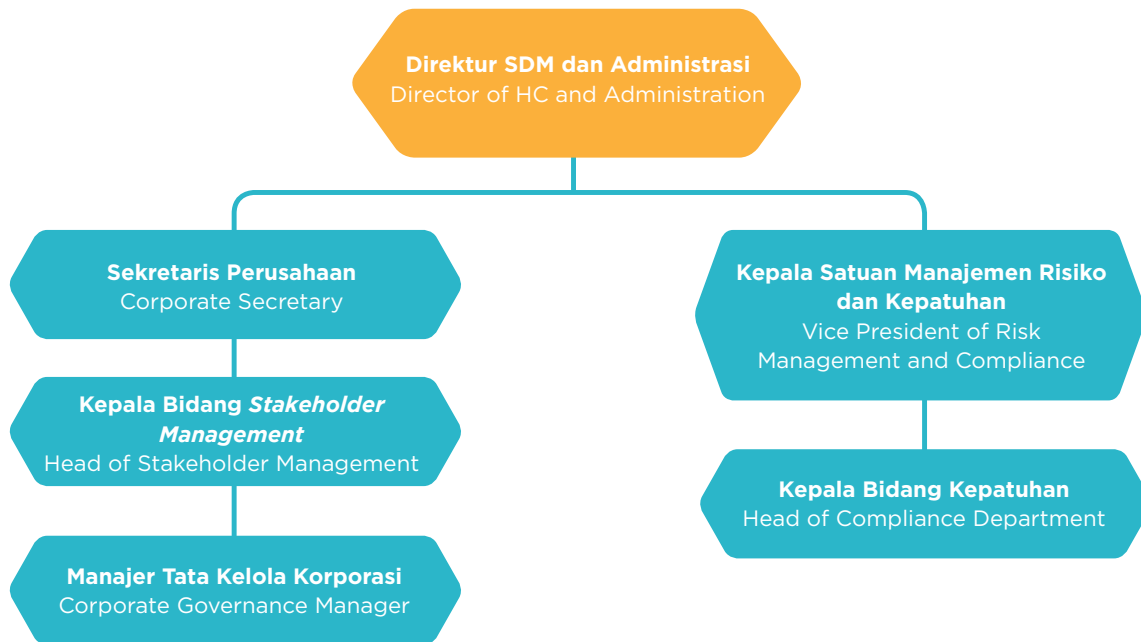 Direktur SDM dan Administrasi
Director of HC and Administration
Sekretaris Perusahaan
Corporate Secretary
Kepala Bidang Stakeholder
Management
Head of Stakeholder Management
Manajer Tata Kelola Korporasi
Corporate Governance Manager
Kepala Satuan Manajemen Risiko
dan Kepatuhan
Vice President of Risk
Management and Compliance
Kepala Bidang Kepatuhan
Head of Compliance Department